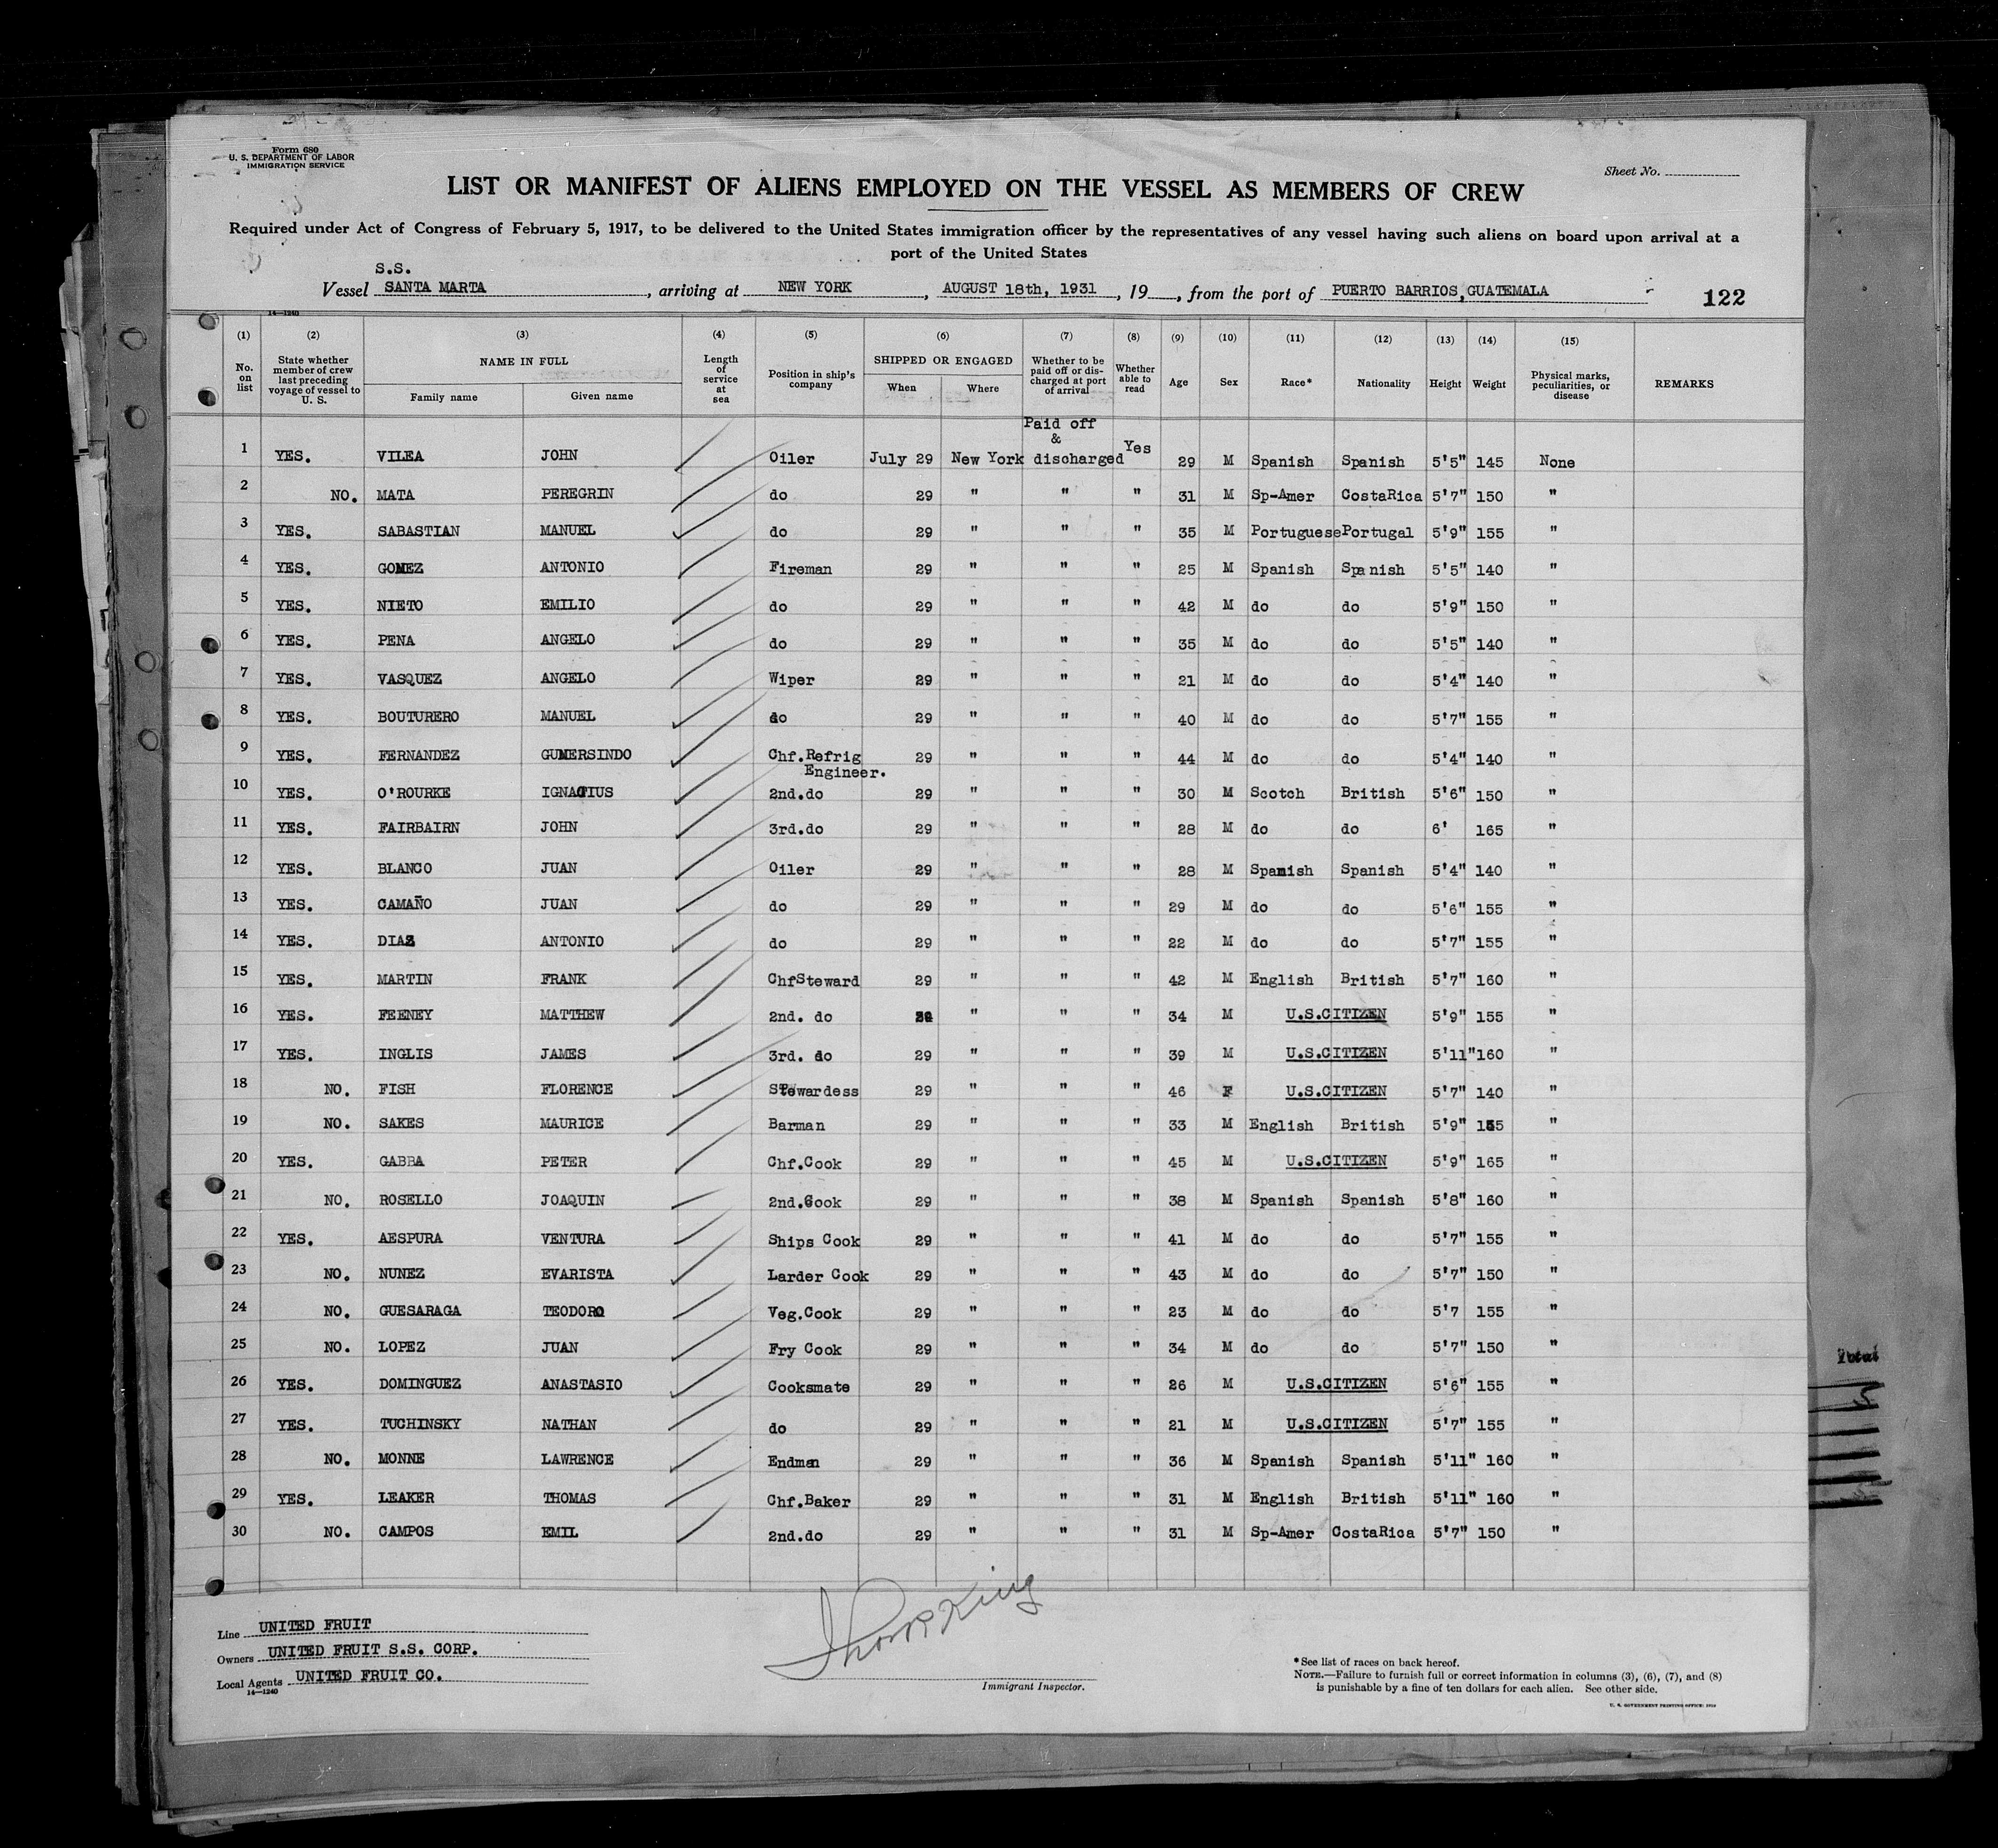 Form 680
U. S. DEPARTMENT OF LABOR
IMMIGRATION SERVICE
Sheet No.
LIST OR MANIFEST OF ALIENS EMPLOYED ON THE VESSEL AS MEMBERS OF CREW
Required under Act of Congress of February 5, 1917, to be delivered to the United States immigration officer by the representatives of any vessel having such aliens on board upon arrival at a
port of the United States
S.S.
Vessel SANTA MARTA, arriving at NEW YORK, AUGUST 18th, 1931, 19, from the port of PUERTO BARRIOS, GUATEMALA 122
14—1240
(1) (2) (3) (4) (5) (6) (7) (8) (9) (10) (11) (12) (13) (14) (15)
No. on list State whether member of crew last preceding voyage of vessel to U. S. NAME IN FULL Family name Given name Length of service at sea Position in ship's company SHIPPED OR ENGAGED When Where Whether to be paid off or discharged at port of arrival Whether able to read Age Sex Race* Nationality Height Weight Physical marks, peculiarities, or disease REMARKS
Paid off
&
1 YES. VILEA JOHN Oiler July 29 New York discharged Yes 29 M Spanish Spanish 5'5" 145 None
2 NO. MATA PEREGRIN do 29 " " " 31 M Sp-Amer CostaRica 5'7" 150 "
3 YES. SABASTIAN MANUEL do 29 " " " 35 M Portuguese Portugal 5'9" 155 "
4 YES. GOMEZ ANTONIO Fireman 29 " " " 25 M Spanish Spanish 5'5" 140 "
5 YES. NIETO EMILIO do 29 " " " 42 M do do 5'9" 150 "
6 YES. PENA ANGELO do 29 " " " 35 M do do 5'5" 140 "
7 YES. VASQUEZ ANGELO Wiper 29 " " " 21 M do do 5'4" 140 "
8 YES. BOUTURERO MANUEL do 29 " " " 40 M do do 5'7" 155 "
9 YES. FERNANDEZ GUMERSINDO Chf.Refrig 29 " " " 44 M do do 5'4" 140 "
Engineer.
10 YES. O'ROURKE IGNATIUS 2nd.do 29 " " " 30 M Scotch British 5'6" 150 "
11 YES. FAIRBAIRN JOHN 3rd.do 29 " " " 28 M do do 6' 165 "
12 YES. BLANCO JUAN Oiler 29 " " " 28 M Spanish Spanish 5'4" 140 "
13 YES. CAMAÑO JUAN do 29 " " " 29 M do do 5'6" 155 "
14 YES. DIAZ ANTONIO do 29 " " " 22 M do do 5'7" 155 "
15 YES. MARTIN FRANK ChfSteward 29 " " " 42 M English British 5'7" 160 "
16 YES. FEENEY MATTHEW 2nd. do " " " 34 M U.S.CITIZEN 5'9" 155 "
17 YES. INGLIS JAMES 3rd. do 29 " " " 39 M U.S.CITIZEN 5'11" 160 "
18 NO. FISH FLORENCE Stewardess 29 " " " 46 F U.S.CITIZEN 5'7" 140 "
19 NO. SAKES MAURICE Barman 29 " " " 33 M English British 5'9" "
20 YES. GABBA PETER Chf.Cook 29 " " " 45 M U.S.CITIZEN 5'9" 165 "
21 NO. ROSELLO JOAQUIN 2nd.Cook 29 " " " 38 M Spanish Spanish 5'8" 160 "
22 YES. AESPURA VENTURA Ships Cook 29 " " " 41 M do do 5'7" 155 "
23 NO. NUNEZ EVARISTA Larder Cook 29 " " " 43 M do do 5'7" 150 "
24 NO. GUESARAGA TEODORO Veg.Cook 29 " " " 23 M do do 5'7 155 "
25 NO. LOPEZ JUAN Fry Cook 29 " " " 34 M do do 5'7" 150 "
26 YES. DOMINGUEZ ANASTASIO Cooksmate 29 " " " 26 M U.S.CITIZEN 5'6" 155 "
27 YES. TUCHINSKY NATHAN do 29 " " " 21 M U.S.CITIZEN 5'7" 155 "
28 NO. MONNE LAWRENCE Endman 29 " " " 36 M Spanish Spanish 5'11" 160 "
29 YES. LEAKER THOMAS Chf.Baker 29 " " " 31 M English British 5'11" 160 "
30 NO. CAMPOS EMIL 2nd.do 29 " " " 31 M Sp-Amer CostaRica 5'7" 150 "
Total
Line UNITED FRUIT
Owners UNITED FRUIT S.S. CORP.
Local Agents UNITED FRUIT CO.
14—1240
King
Immigrant Inspector.
* See list of races on back hereof.
NOTE.—Failure to furnish full or correct information in columns (3), (6), (7), and (8)
is punishable by a fine of ten dollars for each alien. See other side.
U. S. GOVERNMENT PRINTING OFFICE: